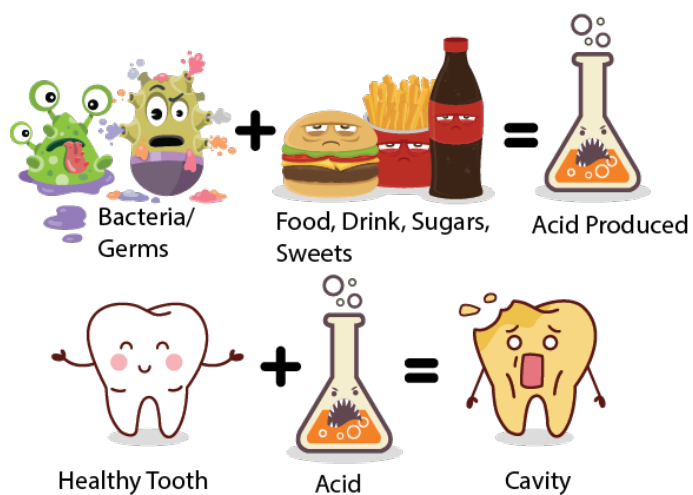 Bacteria/
Germs
Food, Drink, Sugars,
Sweets
Acid Produced
Healthy Tooth
Acid
Cavity